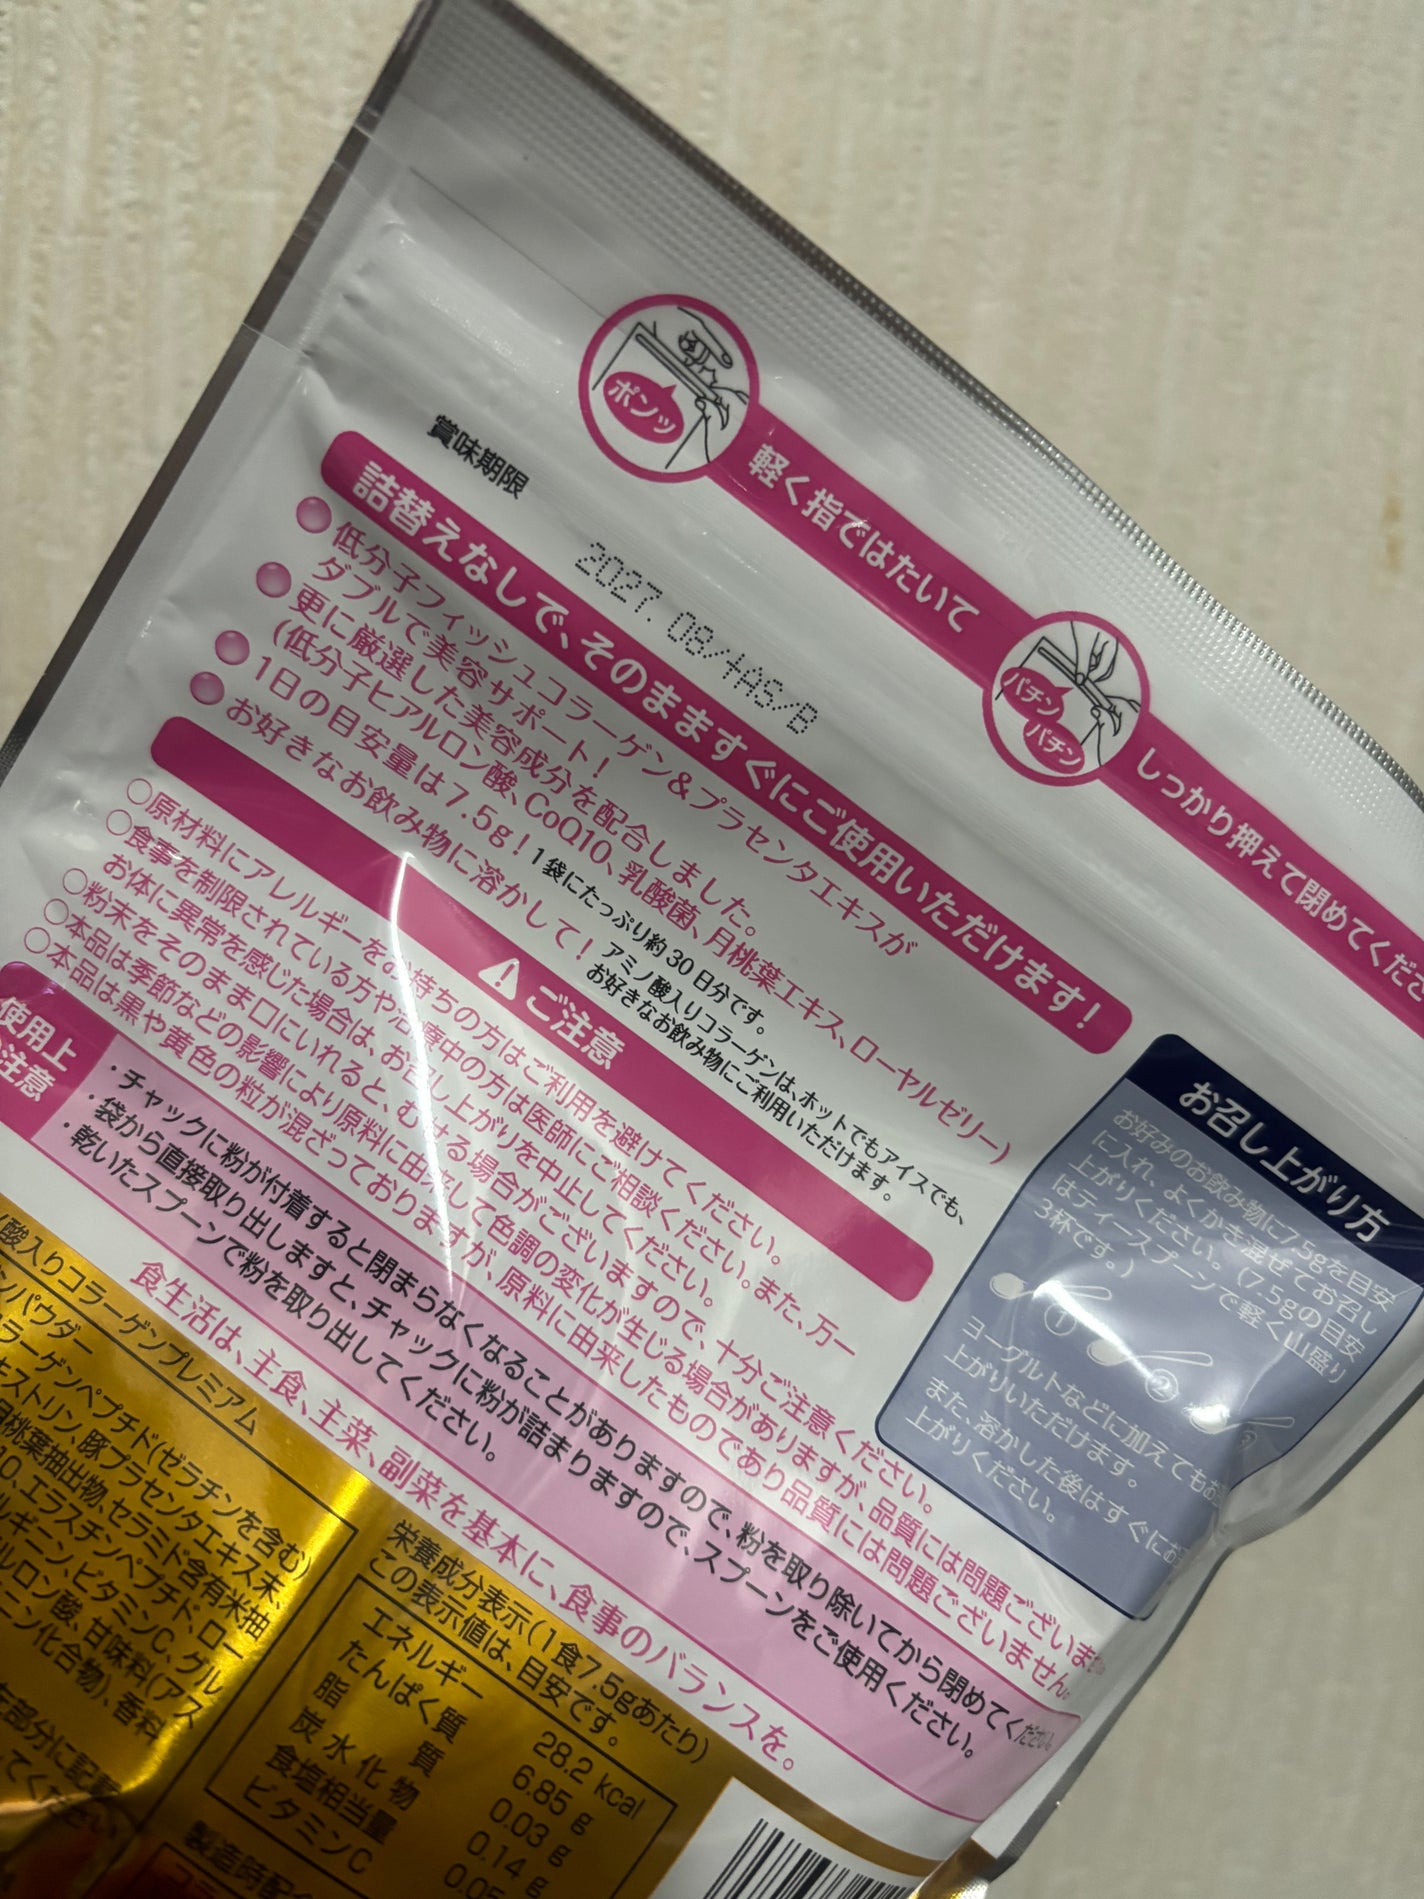 ポンッ
軽く指ではたいて
パチン
パチン
しっかり押えて閉めてくださ
賞味期限
2027.08/+AS/B
詰替えなしで、そのまますぐにご使用いただけます!
低分子フィッシュコラーゲン&プラセンタエキスが
ダブルで美容サポート!
更に厳選した美容成分を配合しました。
(低分子ヒアルロン酸、CoQ10、乳酸菌、月桃葉エキス、ローヤルゼリー)
1日の目安量は7.5g!1袋にたっぷり約30日分です。
お好きなお飲み物に溶かして!
アミノ酸入りコラーゲンは、ホットでもアイスでも、
お好きなお飲み物にご利用いただけます。
ご注意
○原材料にアレルギーをお持ちの方はご利用を避けてください。
○食事を制限されている方や治療中の方は医師にご相談ください。また、万一
お体に異常を感じた場合は、お召し上がりを中止してください。
○粉末をそのまま口にいれると、むせる場合がございますので、十分ご注意ください。
○本品は季節などの影響により原料に由来して色調の変化が生じる場合がありますが、品質には問題ございませ
○本品は黒や黄色の粒が混ざっておりますが、原料に由来したものであり品質には問題ございません。
使用上
注意
・チャックに粉が付着すると閉まらなくなることがありますので、粉を取り除いてから閉めてください。
・袋から直接取り出しますと、チャックに粉が詰まりますので、スプーンをご使用ください。
・乾いたスプーンで粉を取り出してください。
食生活は、主食、主菜、副菜を基本に、食事のバランスを。
お召し上がり方
お好みのお飲み物に7.5gを目安
に入れ、よくかき混ぜてお召し
上がりください。(7.5gの目安
はティースプーンで軽く山盛り
3杯です。)
① ② ③
ヨーグルトなどに加えてもお
上がりいただけます。
また、溶かした後はすぐにお
上がりください。
酸入りコラーゲンプレミアム
ンパウダー
ラーゲンペプチド(ゼラチンを含む)
キストリン、豚プラセンタエキス末、
月桃葉抽出物、セラミド含有米抽
10、エラスチンペプチド、ロー
ルギニン、ビタミンC、グル
ルロン酸、甘味料(アス
ニン化合物)、香料
部分に記載
てください
栄養成分表示(1食7.5gあたり)
この表示値は、目安です。
エネルギー 28.2 kcal
たんぱく質 6.85 g
脂質 0.03 g
炭水化物 0.14 g
食塩相当量 0.05
ビタミンC
製造時配合